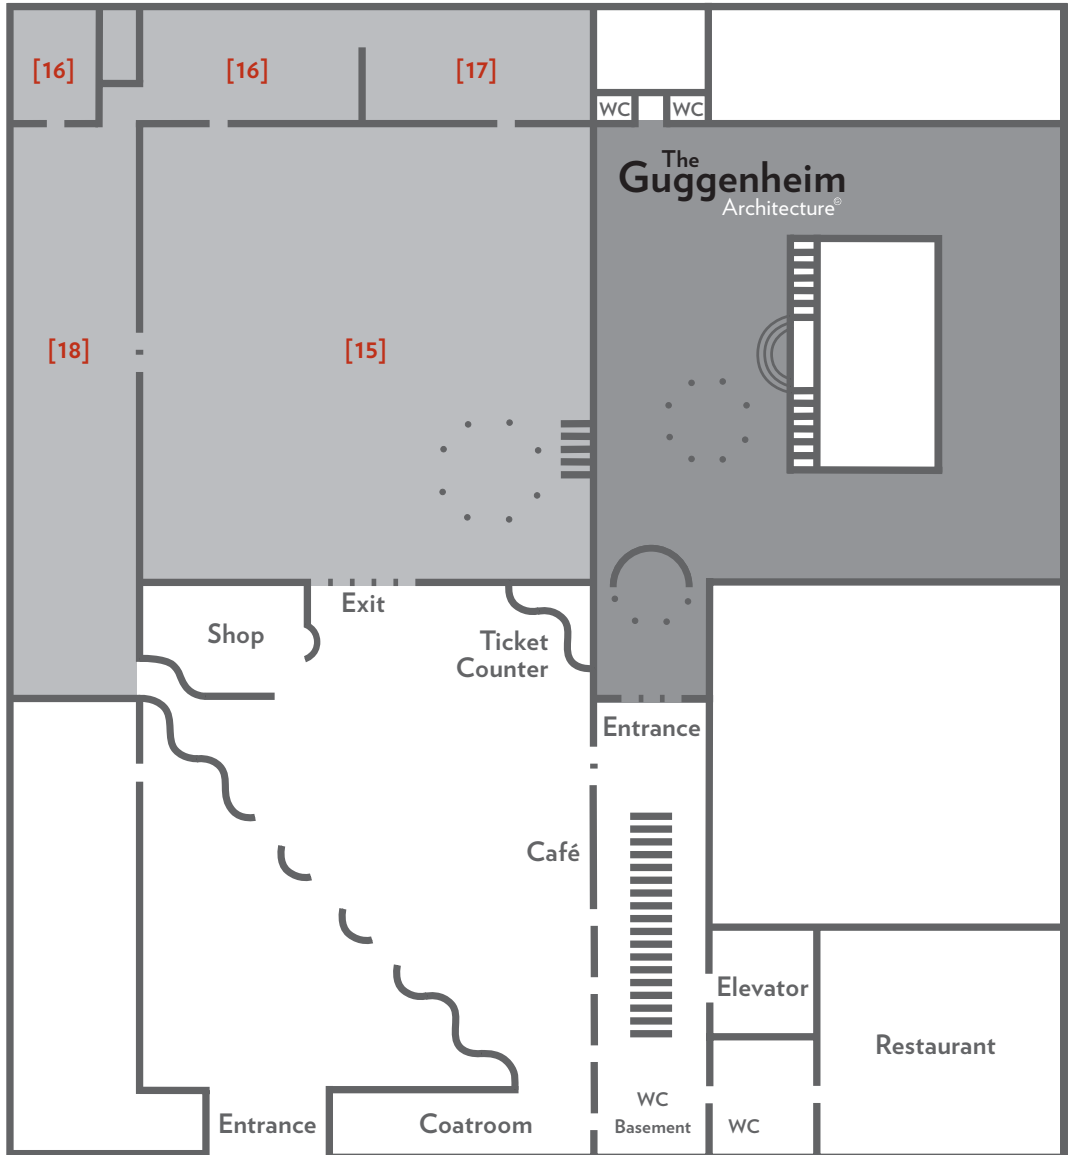 [16]
[16]
[17]
WC
WC
The
Guggenheim
Architecture©
[18]
[15]
Exit
Shop
Ticket
Counter
Entrance
Café
Elevator
Restaurant
WC
Basement
WC
Entrance
Coatroom